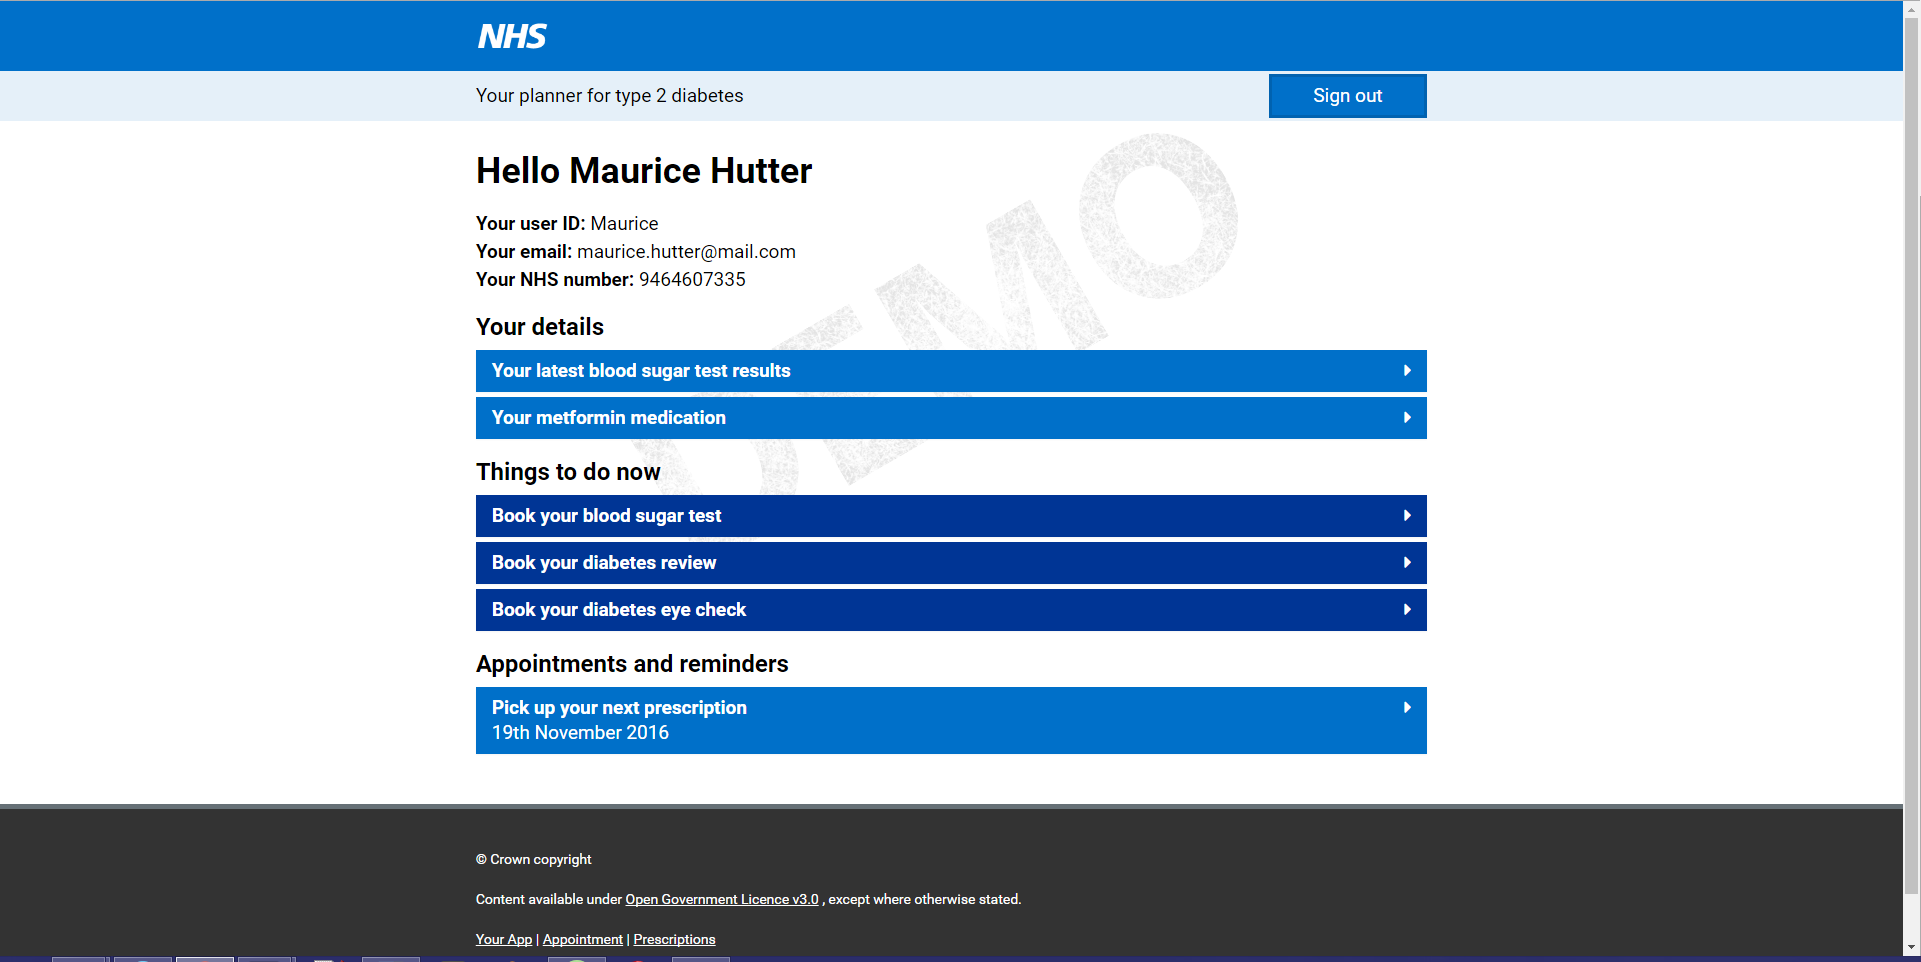 NHS
Your planner for type 2 diabetes
Sign out
DEMO
Hello Maurice Hutter
Your user ID: Maurice
Your email: maurice.hutter@mail.com
Your NHS number: 9464607335
Your details
Your latest blood sugar test results
Your metformin medication
Things to do now
Book your blood sugar test
Book your diabetes review
Book your diabetes eye check
Appointments and reminders
Pick up your next prescription
19th November 2016
© Crown copyright
Content available under Open Government Licence v3.0 , except where otherwise stated.
Your App | Appointment | Prescriptions